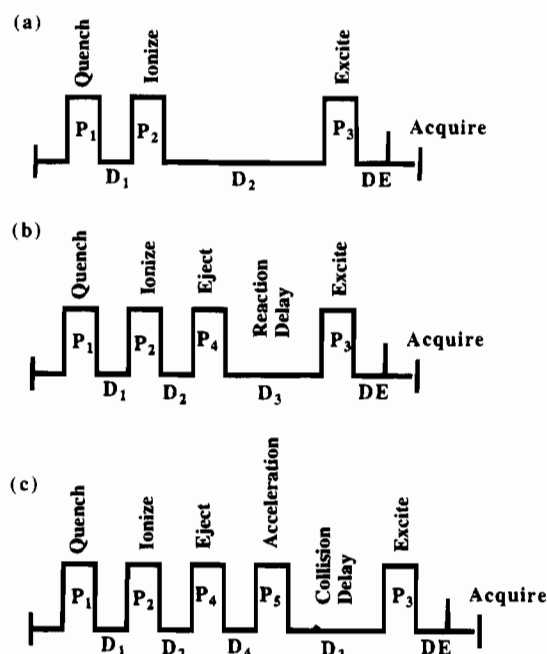 (a)
Quench
Ionize
Excite
P1
P2
P3
Acquire
D1
D2
DE
(b)
Quench
Ionize
Eject
Reaction
Delay
Excite
P1
P2
P4
P3
Acquire
D1
D2
D3
DE
(c)
Quench
Ionize
Eject
Acceleration
Collision
Delay
Excite
P1
P2
P4
P5
P3
Acquire
D1
D2
D4
D3
DE